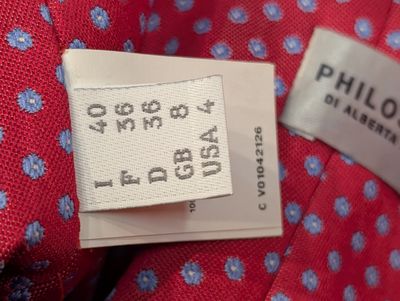 I 40
F 36
D 36
GB 8
USA 4
C V01042126
PHILOS
DI ALBERTA